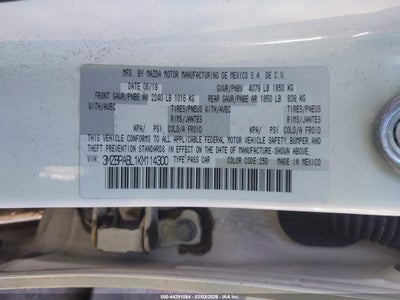 MFD. BY MAZDA MOTOR MANUFACTURING DE MEXICO S.A. DE C.V.
DATE 06/19 GVWR/ PNBV 4079 LB 1850 KG
FRONT GAWR/ PNBE AV 2240 LB 1016 KG REAR GAWR/ PNBE AR 1850 LB 839 KG
WITH/AVEC TIRES/PNEUS WITH/AVEC TIRES/PNEUS
RIMS/JANTES RIMS/JANTES
KPA/ PSI COLD/A FROID KPA/ PSI COLD/A FROID
THIS VEHICLE CONFORMS TO ALL APPLICABLE FEDERAL MOTOR VEHICLE SAFETY, BUMPER, AND
THEFT PREVENTION STANDARDS IN EFFECT ON THE DATE OF MANUFACTURE SHOWN ABOVE.
V.I.N. 3MZBPABL1KM114300 TYPE: PASS CAR COLOR CODE: 25D
000-44291084 - 02/03/2026 - IAA Inc.